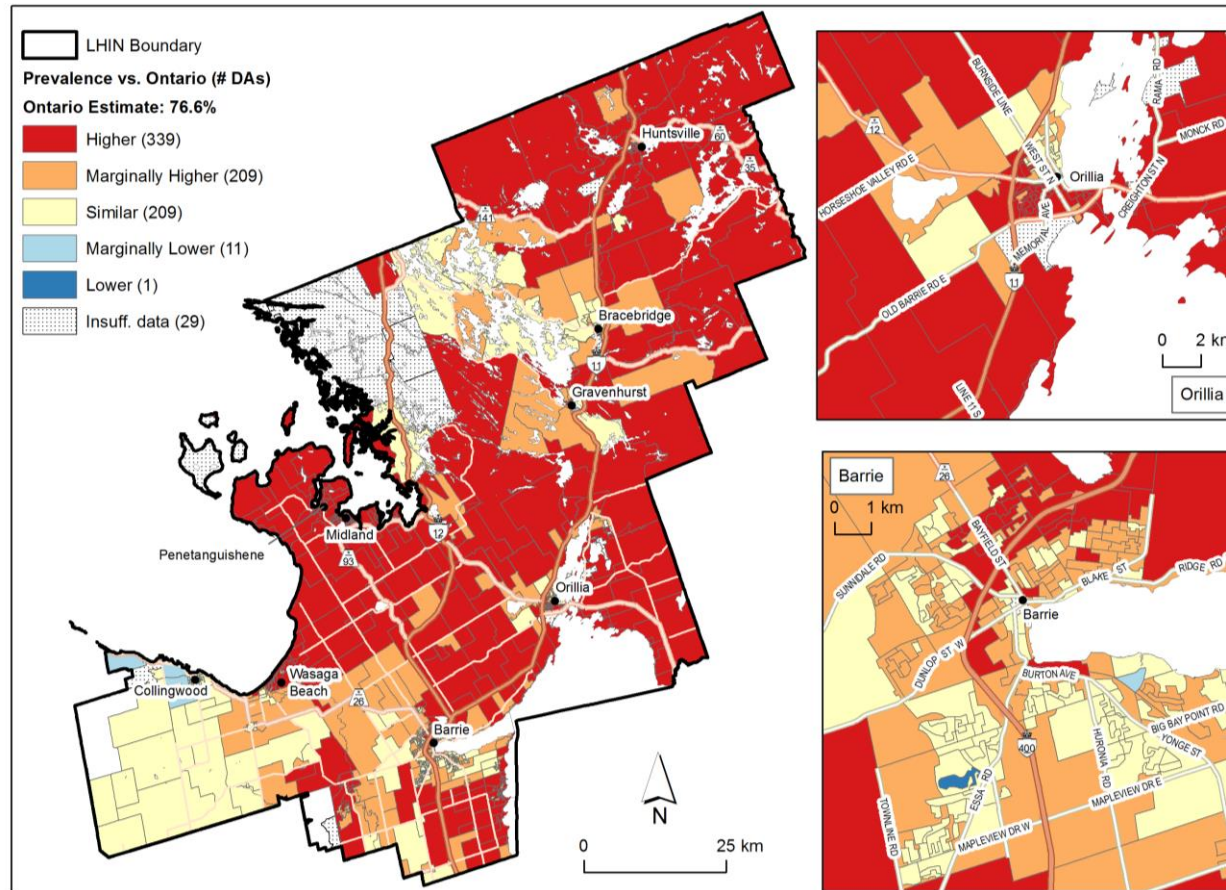 LHIN Boundary
Prevalence vs. Ontario (# DAs)
Ontario Estimate: 76.6%
Higher (339)
Marginally Higher (209)
Similar (209)
Marginally Lower (11)
Lower (1)
Insuff. data (29)
Huntsville
60
35
141
Bracebridge
11
Gravenhurst
12
Midland
Penetanguishene
93
Orillia
Wasaga
Beach
Collingwood
26
Barrie
N
0 25 km
BURNSIDE LINE
RAMA RD
12
MONCK RD
WEST ST N
Orillia
HORSESHOE VALLEY RD E
CREIGHTON ST N
MEMORIAL AVE
OLD BARRIE RD E
11
0 2 km
LINE 11 S
Orillia
Barrie
26
0 1 km
BAYFIELD ST
SUNNIDALE RD
BLAKE ST
RIDGE RD
Barrie
DUNLOP ST W
BURTON AVE
BIG BAY POINT RD
YONGE ST
HURONIA RD
400
ESSA RD
MAPLEVIEW DR E
TOWNLINE RD
MAPLEVIEW DR W